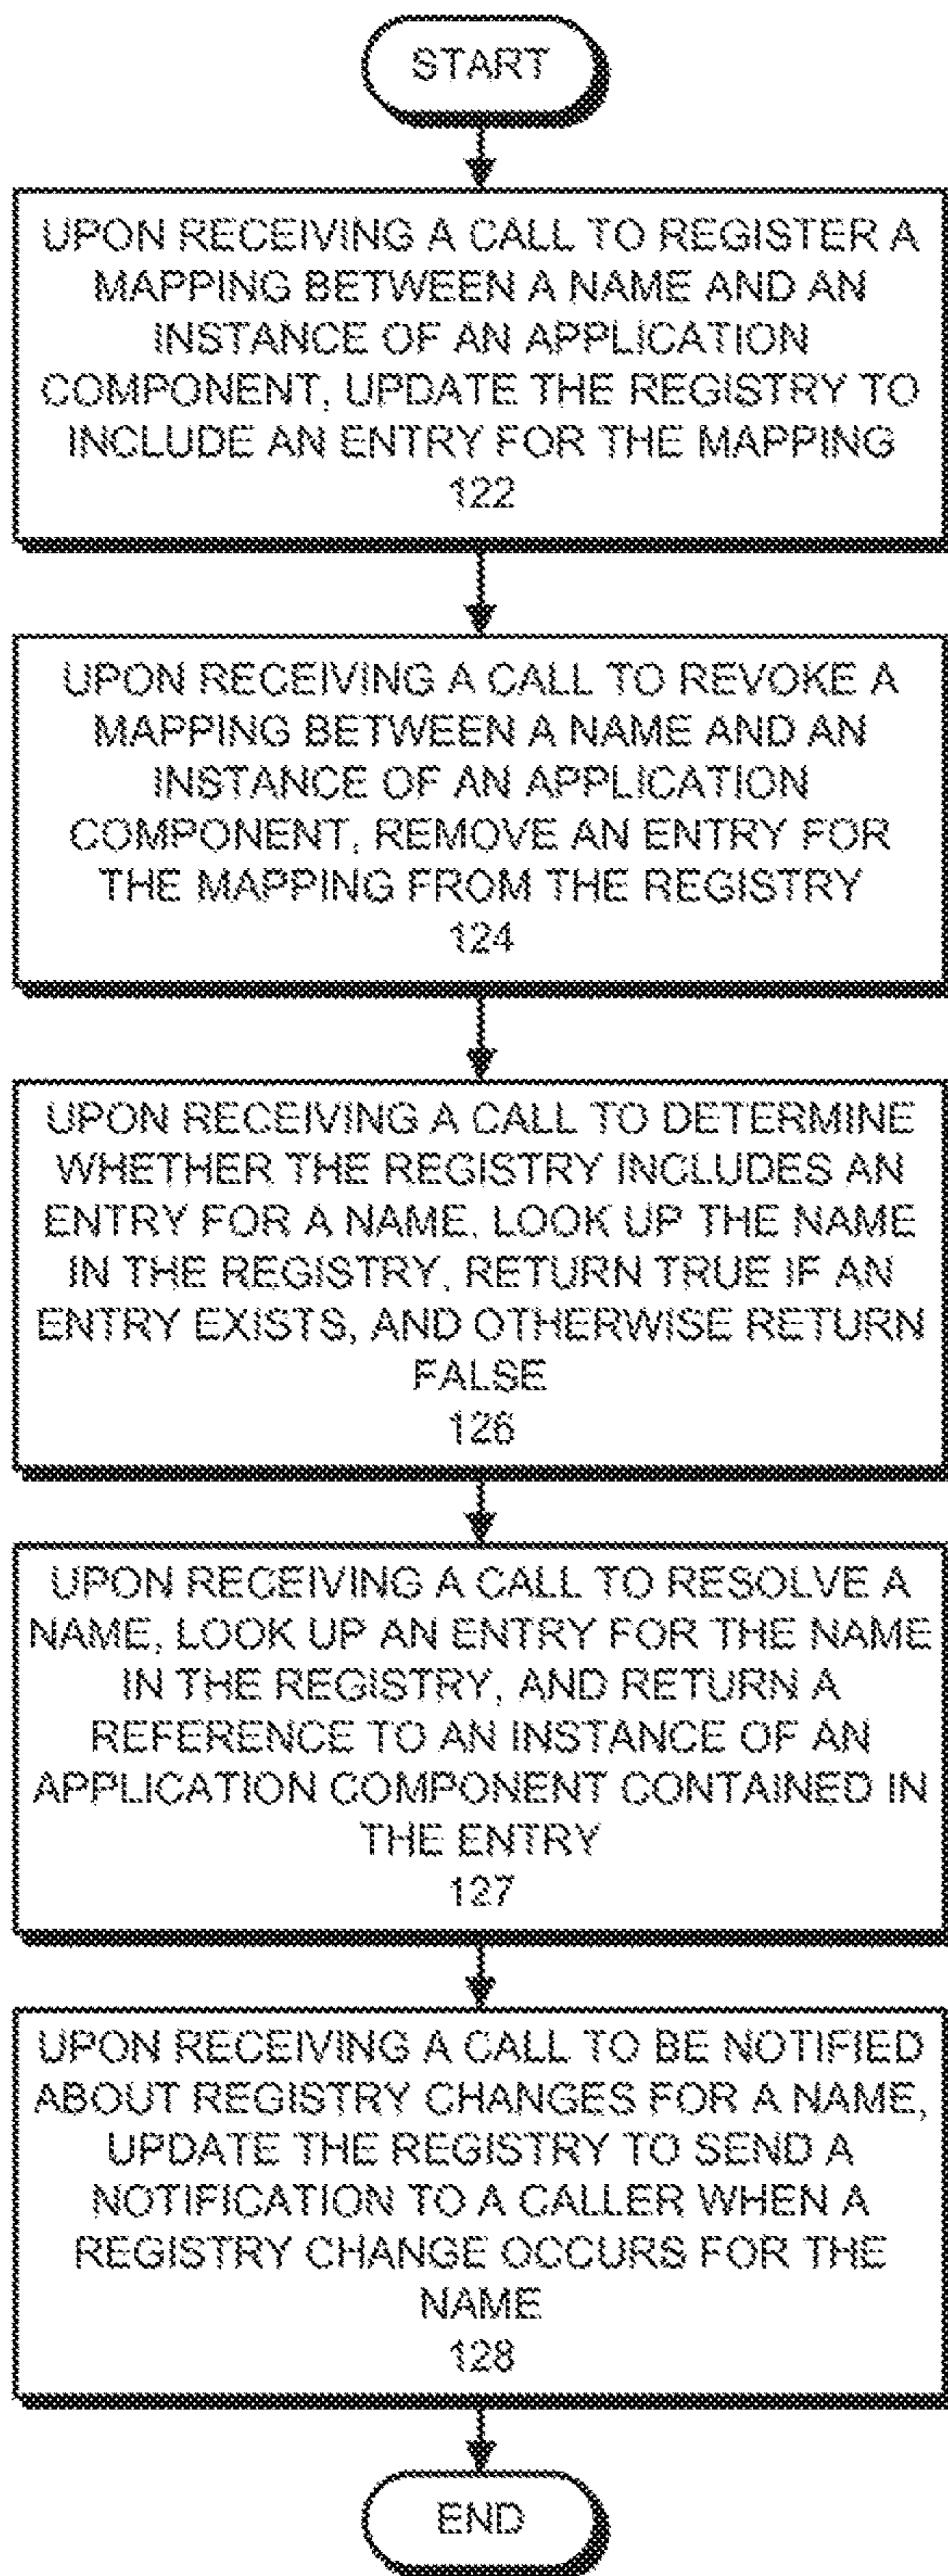 START
UPON RECEIVING A CALL TO REGISTER A
MAPPING BETWEEN A NAME AND AN
INSTANCE OF AN APPLICATION
COMPONENT, UPDATE THE REGISTRY TO
INCLUDE AN ENTRY FOR THE MAPPING
122
UPON RECEIVING A CALL TO REVOKE A
MAPPING BETWEEN A NAME AND AN
INSTANCE OF AN APPLICATION
COMPONENT, REMOVE AN ENTRY FOR
THE MAPPING FROM THE REGISTRY
124
UPON RECEIVING A CALL TO DETERMINE
WHETHER THE REGISTRY INCLUDES AN
ENTRY FOR A NAME, LOOK UP THE NAME
IN THE REGISTRY, RETURN TRUE IF AN
ENTRY EXISTS, AND OTHERWISE RETURN
FALSE
126
UPON RECEIVING A CALL TO RESOLVE A
NAME, LOOK UP AN ENTRY FOR THE NAME
IN THE REGISTRY, AND RETURN A
REFERENCE TO AN INSTANCE OF AN
APPLICATION COMPONENT CONTAINED IN
THE ENTRY
127
UPON RECEIVING A CALL TO BE NOTIFIED
ABOUT REGISTRY CHANGES FOR A NAME,
UPDATE THE REGISTRY TO SEND A
NOTIFICATION TO A CALLER WHEN A
REGISTRY CHANGE OCCURS FOR THE
NAME
128
END